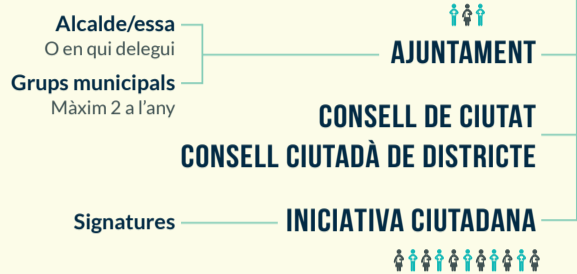 Alcalde/essa
O en qui delegui
Grups municipals
Màxim 2 a l'any
AJUNTAMENT
CONSELL DE CIUTAT
CONSELL CIUTADÀ DE DISTRICTE
Signatures
INICIATIVA CIUTADANA